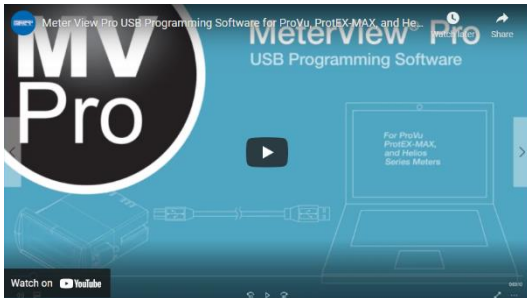 Meter View Pro USB Programming Software for ProVu, ProtEX-MAX, and He...
Watch later
Share
MV
Pro
MeterView® Pro
USB Programming Software
For ProVu
ProtEX-MAX,
and Helios
Series Meters
Watch on YouTube